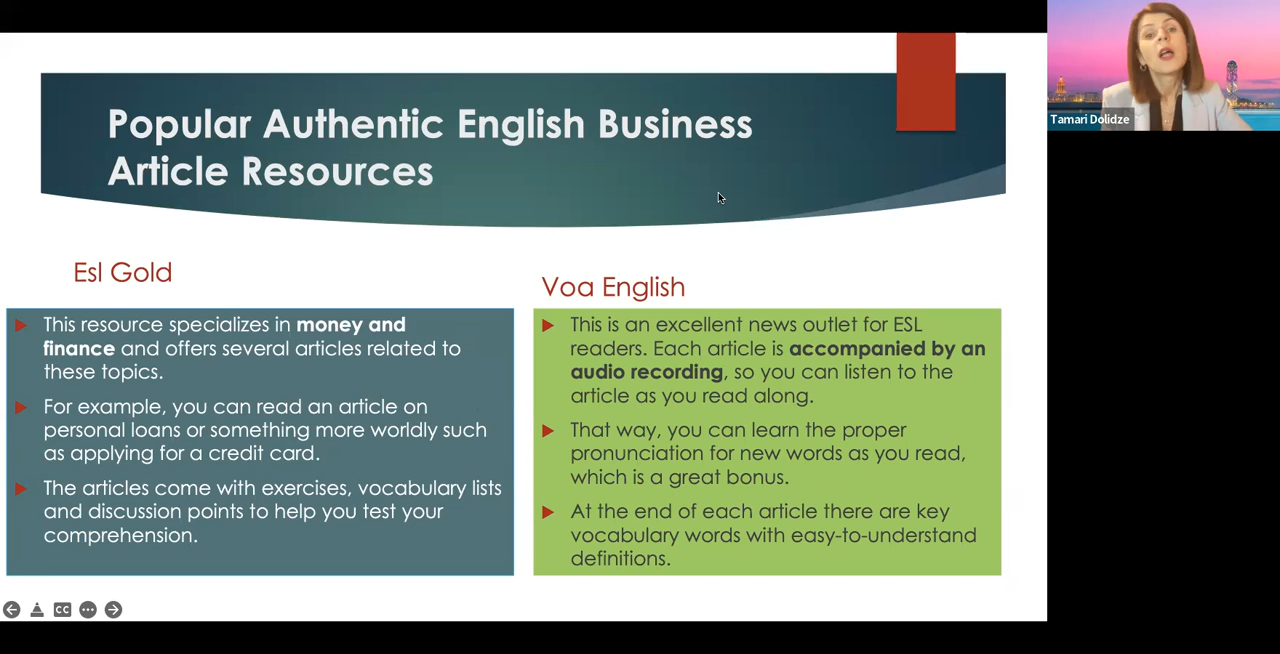 Popular Authentic English Business
Article Resources
Tamari Dolidze
Esl Gold
This resource specializes in money and
finance and offers several articles related to
these topics.
For example, you can read an article on
personal loans or something more worldly such
as applying for a credit card.
The articles come with exercises, vocabulary lists
and discussion points to help you test your
comprehension.
Voa English
This is an excellent news outlet for ESL
readers. Each article is accompanied by an
audio recording, so you can listen to the
article as you read along.
That way, you can learn the proper
pronunciation for new words as you read,
which is a great bonus.
At the end of each article there are key
vocabulary words with easy-to-understand
definitions.
CC